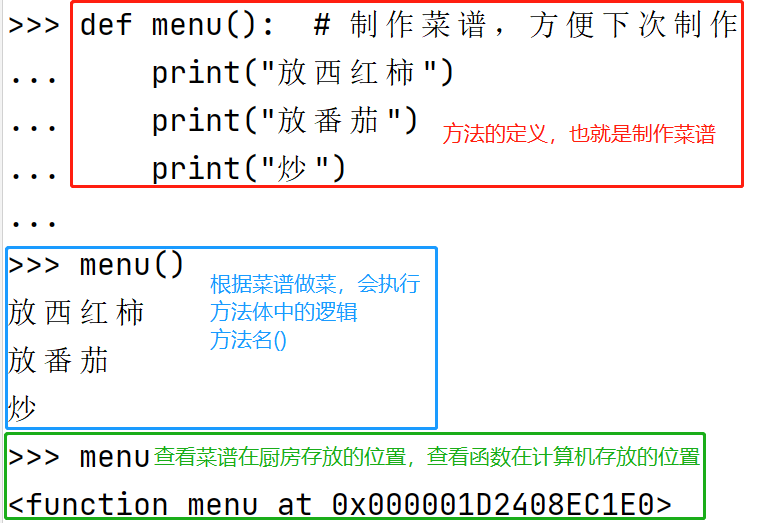 >>> def menu():  # 制作菜谱，方便下次制作
...     print("放西红柿")
...     print("放番茄")
方法的定义，也就是制作菜谱
...     print("炒")
...
>>> menu()
根据菜谱做菜，会执行
方法体中的逻辑
方法名()
放西红柿
放番茄
炒
>>> menu 查看菜谱在厨房存放的位置，查看函数在计算机存放的位置
<function menu at 0x000001D2408EC1E0>